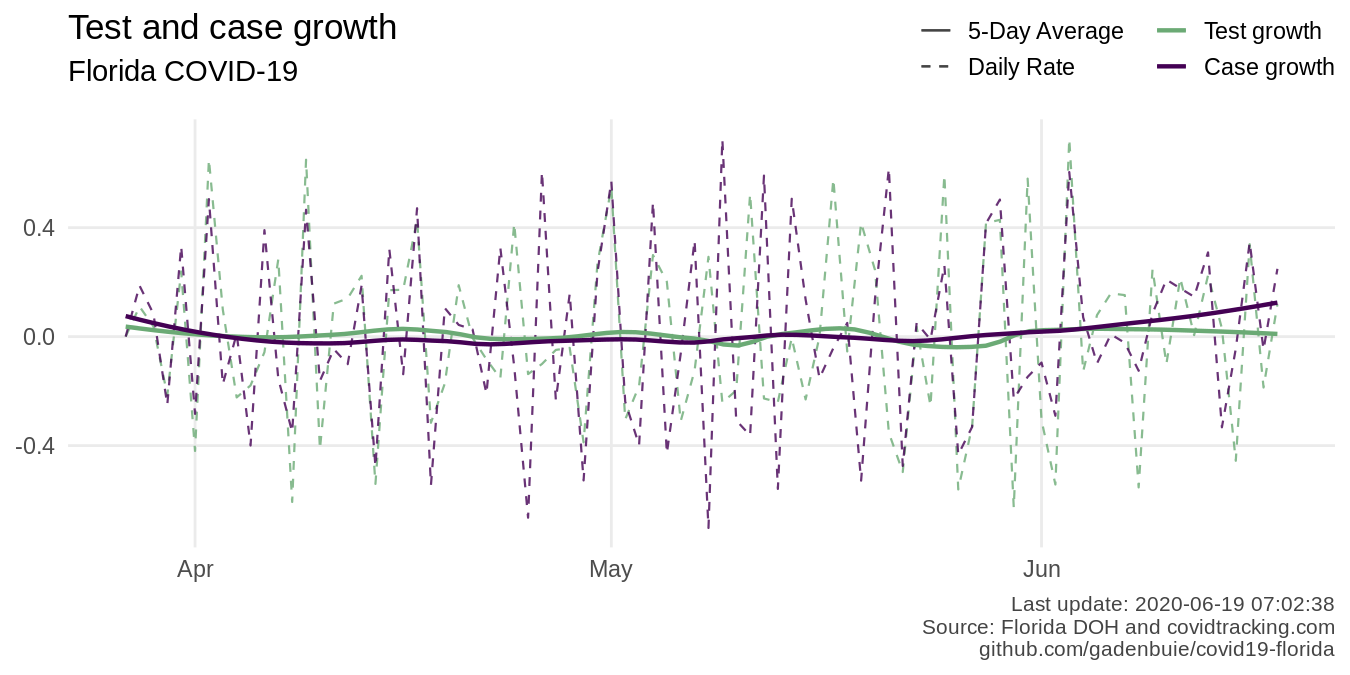 Test and case growth
Florida COVID-19
5-Day Average
Test growth
Daily Rate
Case growth
0.4
0.0
-0.4
Apr
May
Jun
Last update: 2020-06-19 07:02:38
Source: Florida DOH and covidtracking.com
github.com/gadenbuie/covid19-florida